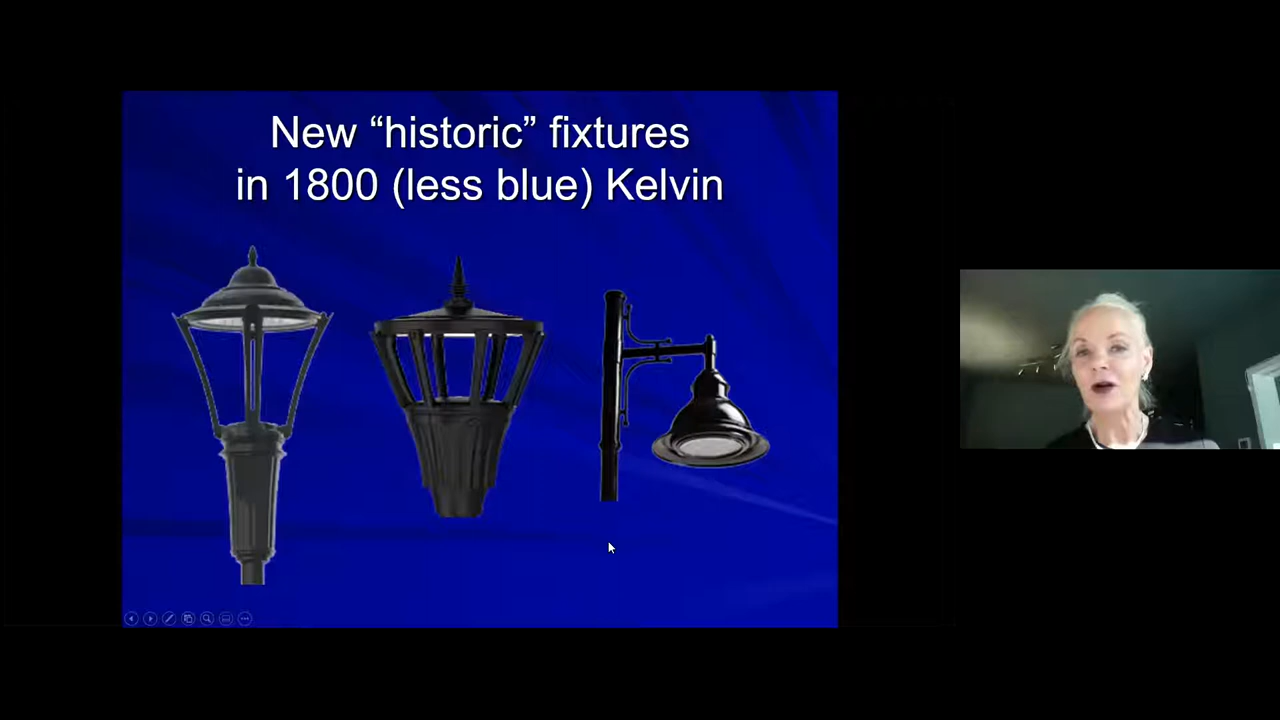 New “historic” fixtures
in 1800 (less blue) Kelvin